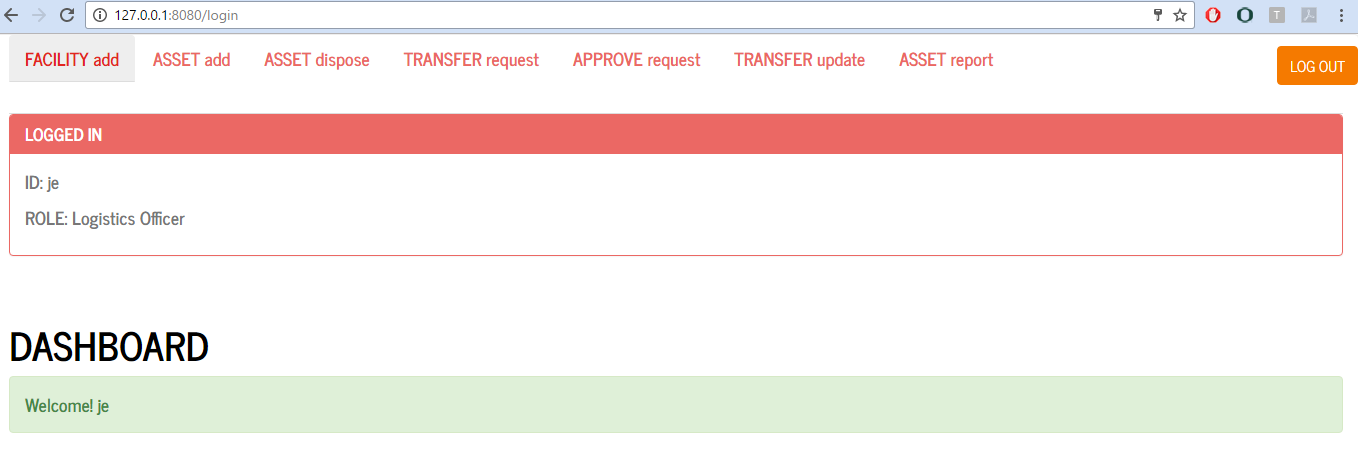 127.0.0.1:8080/login
T
FACILITY add ASSET add ASSET dispose TRANSFER request APPROVE request TRANSFER update ASSET report LOG OUT
LOGGED IN
ID: je
ROLE: Logistics Officer
DASHBOARD
Welcome! je